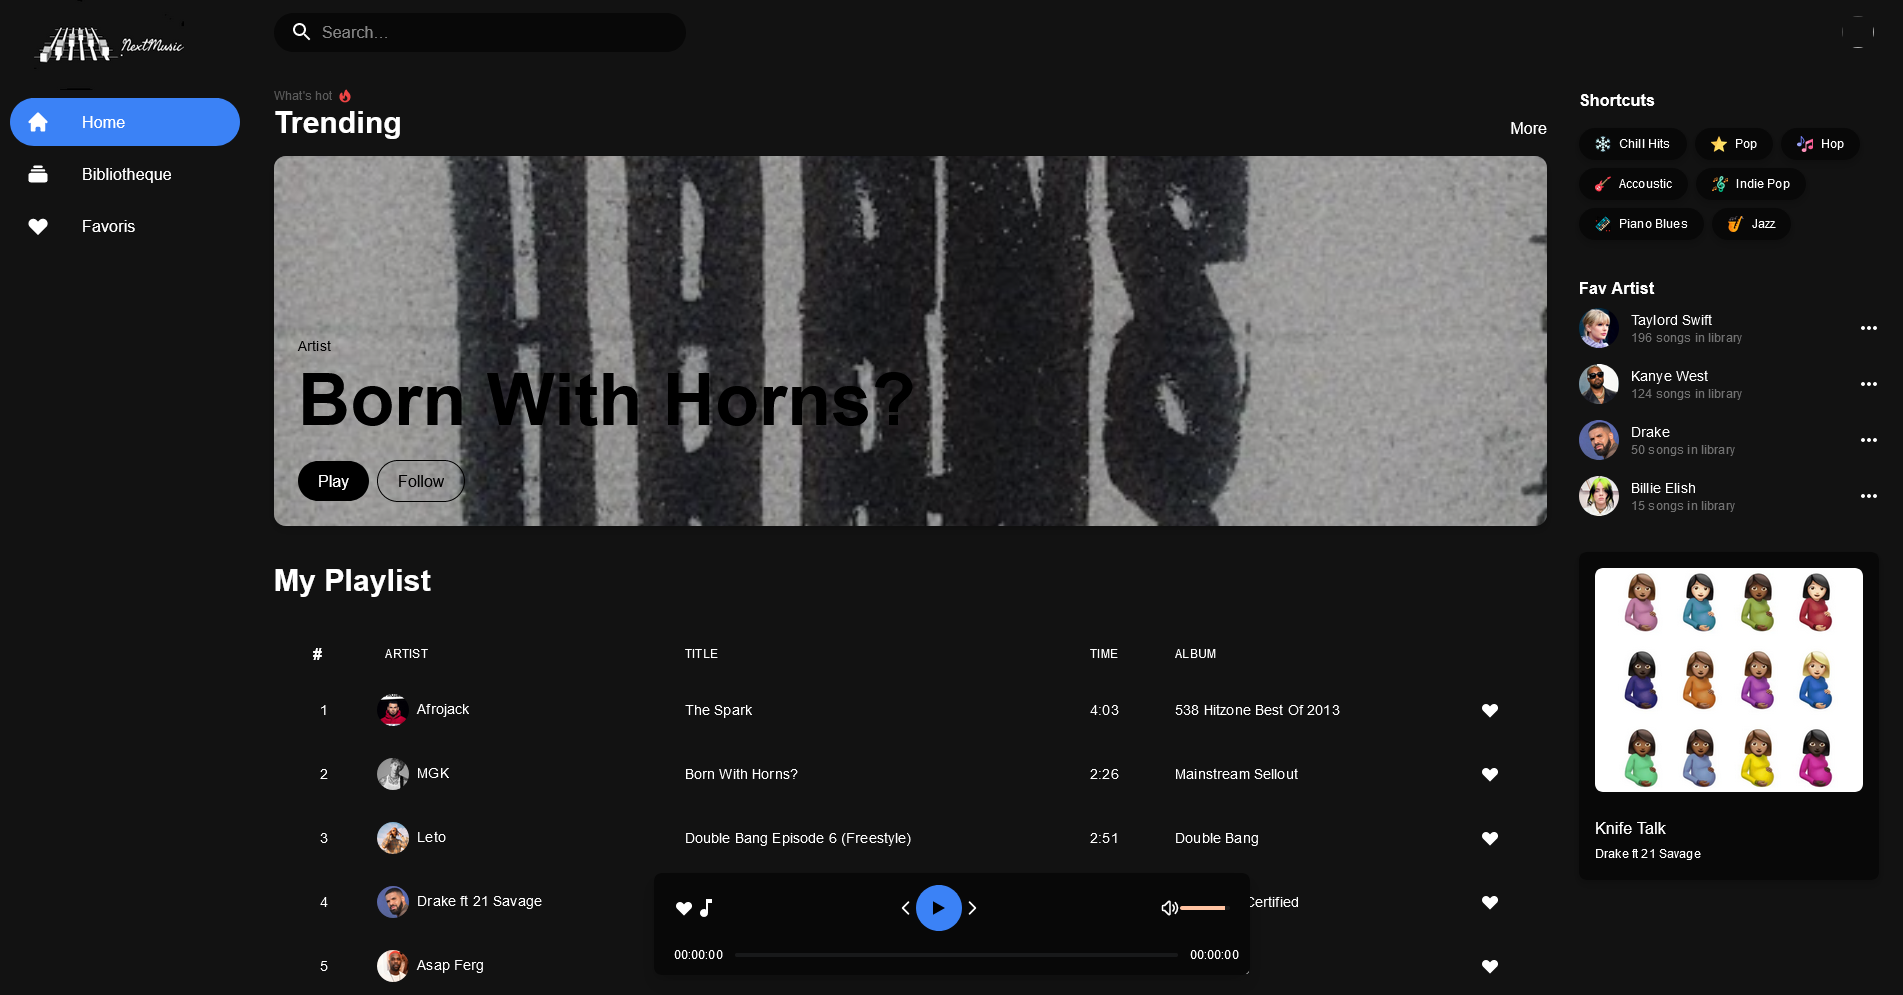 NextMusic
Search...
Home
Bibliotheque
Favoris
What's hot
Trending
More
Artist
Born With Horns?
Play
Follow
My Playlist
# ARTIST TITLE TIME ALBUM
1 Afrojack The Spark 4:03 538 Hitzone Best Of 2013
2 MGK Born With Horns? 2:26 Mainstream Sellout
3 Leto Double Bang Episode 6 (Freestyle) 2:51 Double Bang
4 Drake ft 21 Savage Certified
5 Asap Ferg
00:00:00 00:00:00
Shortcuts
Chill Hits Pop Hop
Accoustic Indie Pop
Piano Blues Jazz
Fav Artist
Taylord Swift
196 songs in library
Kanye West
124 songs in library
Drake
50 songs in library
Billie Elish
15 songs in library
Knife Talk
Drake ft 21 Savage